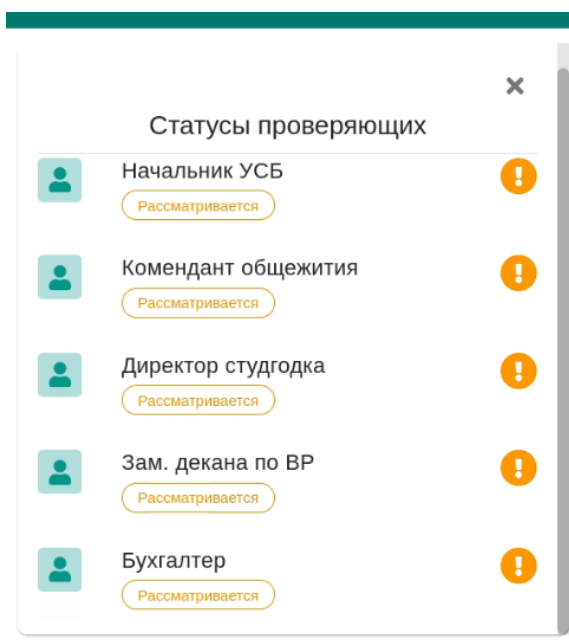 Статусы проверяющих
Начальник УСБ
Рассматривается
Комендант общежития
Рассматривается
Директор студгодка
Рассматривается
Зам. декана по ВР
Рассматривается
Бухгалтер
Рассматривается